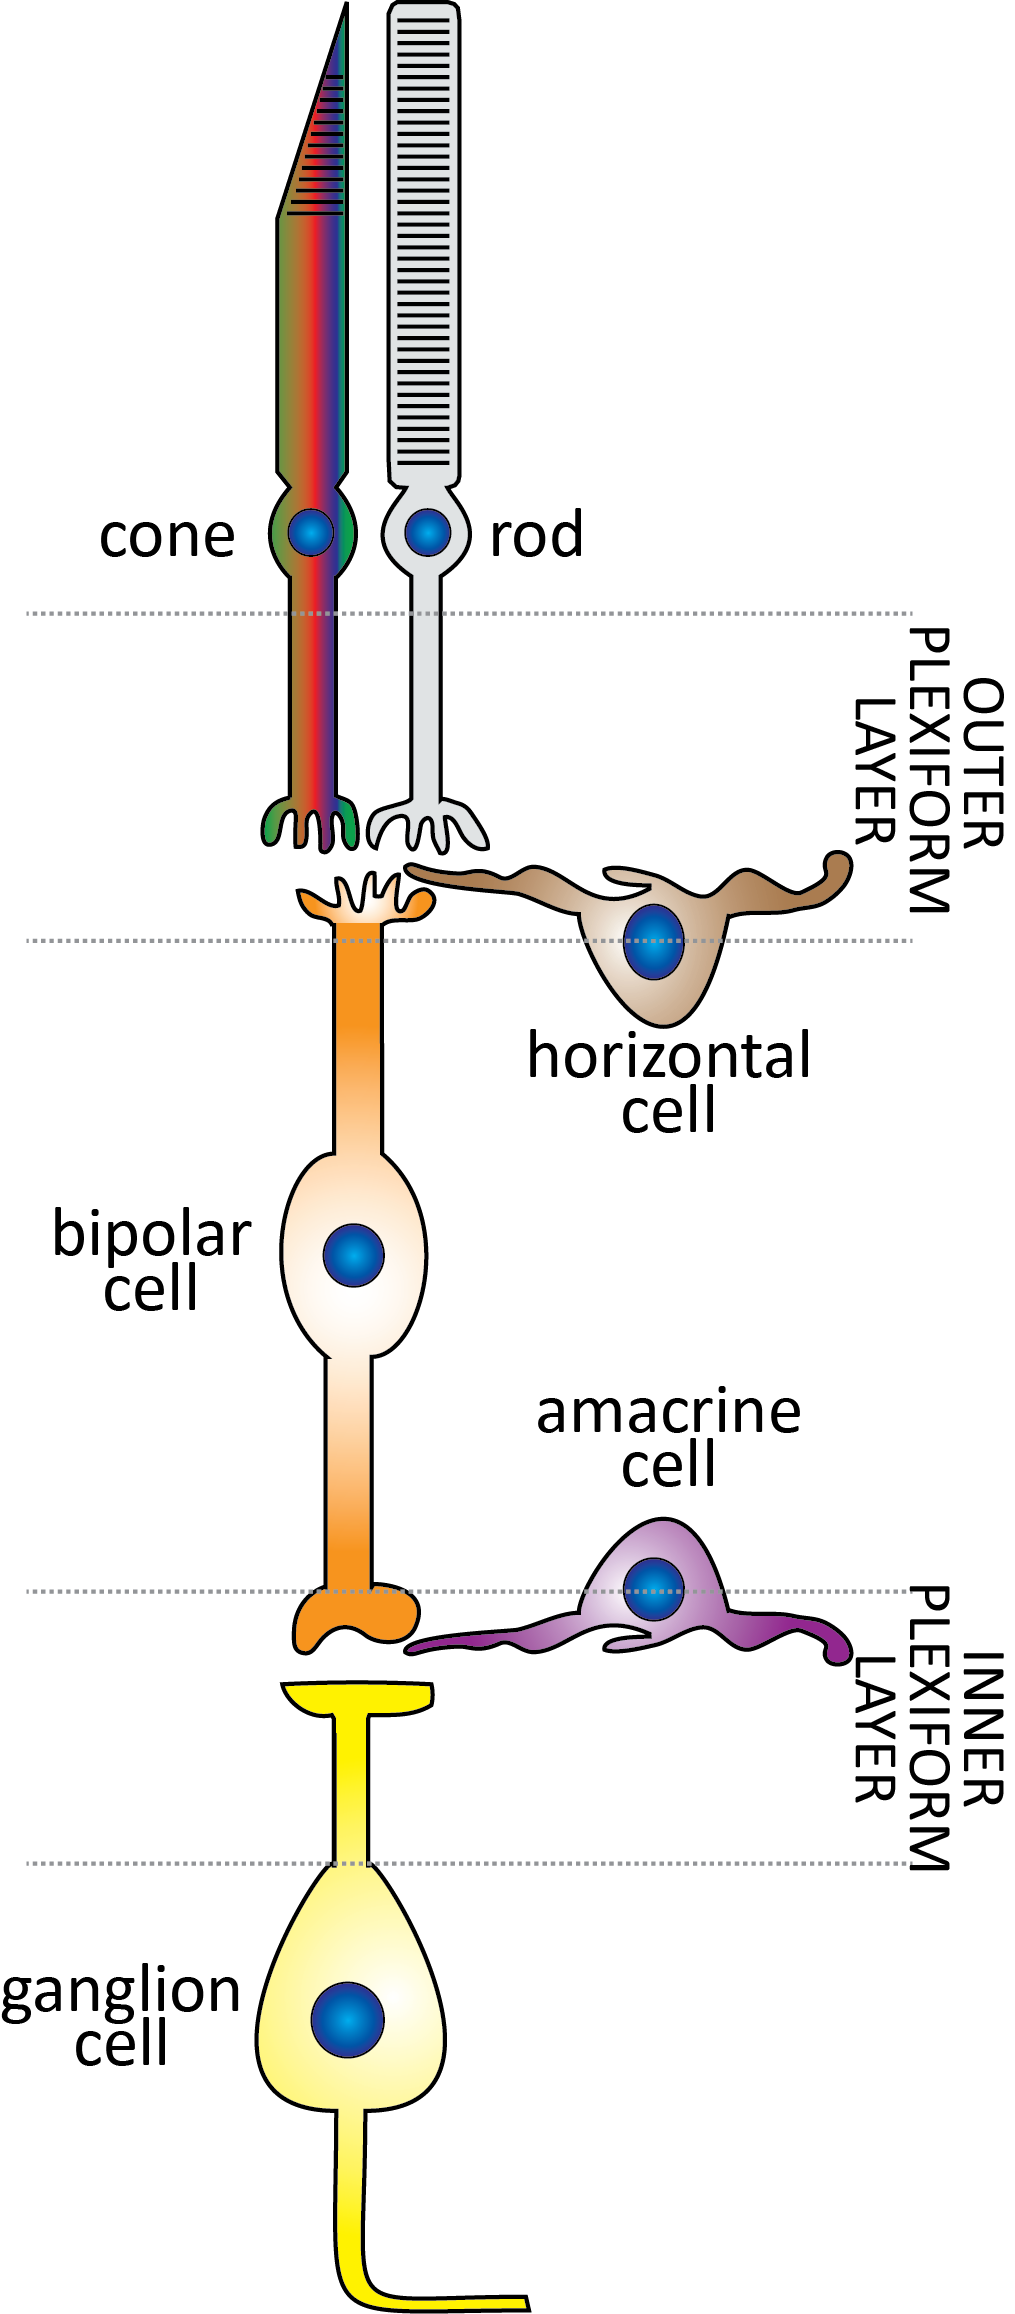 cone
rod
OUTER
PLEXIFORM
LAYER
horizontal
cell
bipolar
cell
amacrine
cell
INNER
PLEXIFORM
LAYER
ganglion
cell